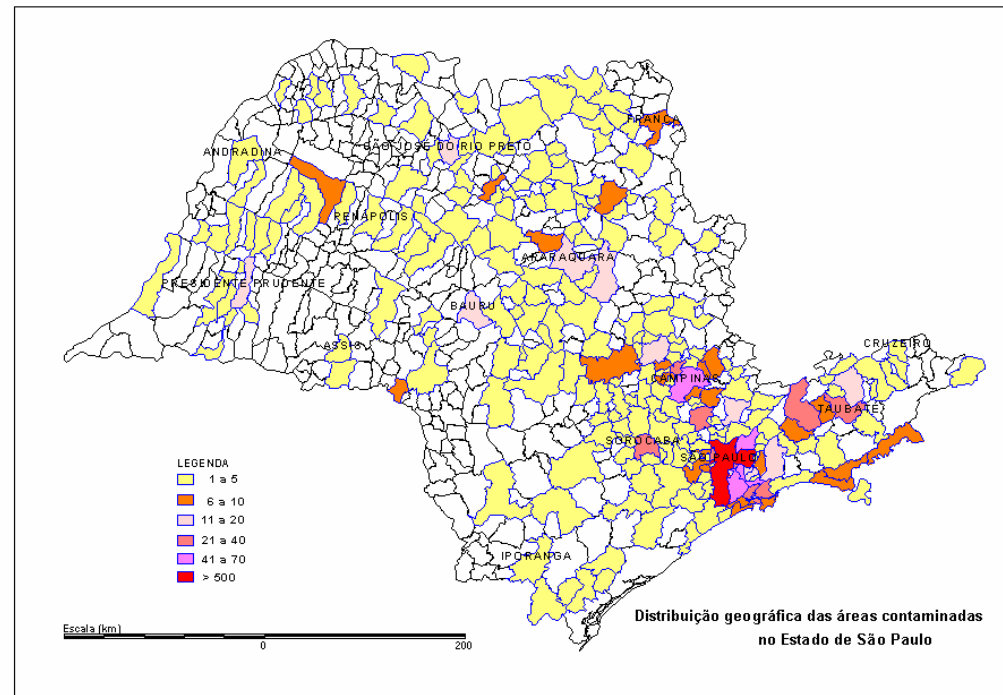 FRANCA
SÃO JOSÉ DO RIO PRETO
ANDRADINA
PENÁPOLIS
ARARAQUARA
PRESIDENTE PRUDENTE
BAURU
ASSIS
CRUZEIRO
CAMPINAS
TAUBATÉ
SOROCABA
SÃO PAULO
IPORANGA
LEGENDA
1 a 5
6 a 10
11 a 20
21 a 40
41 a 70
> 500
Escala (km)
0
200
Distribuição geográfica das áreas contaminadas
no Estado de São Paulo